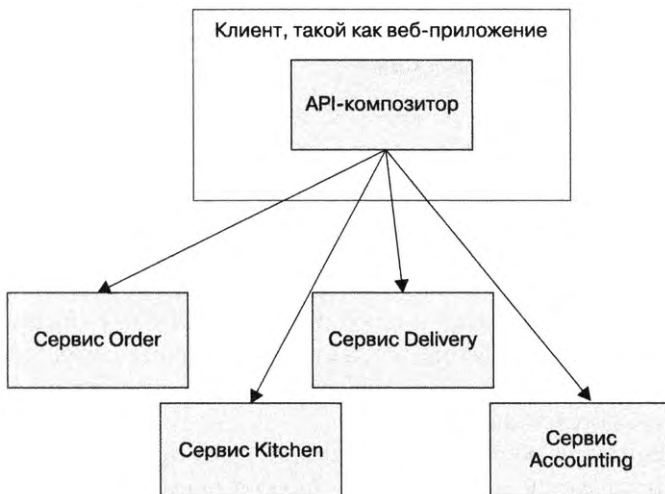 Клиент, такой как веб-приложение
API-композитор
Сервис Order
Сервис Delivery
Сервис Kitchen
Сервис
Accounting